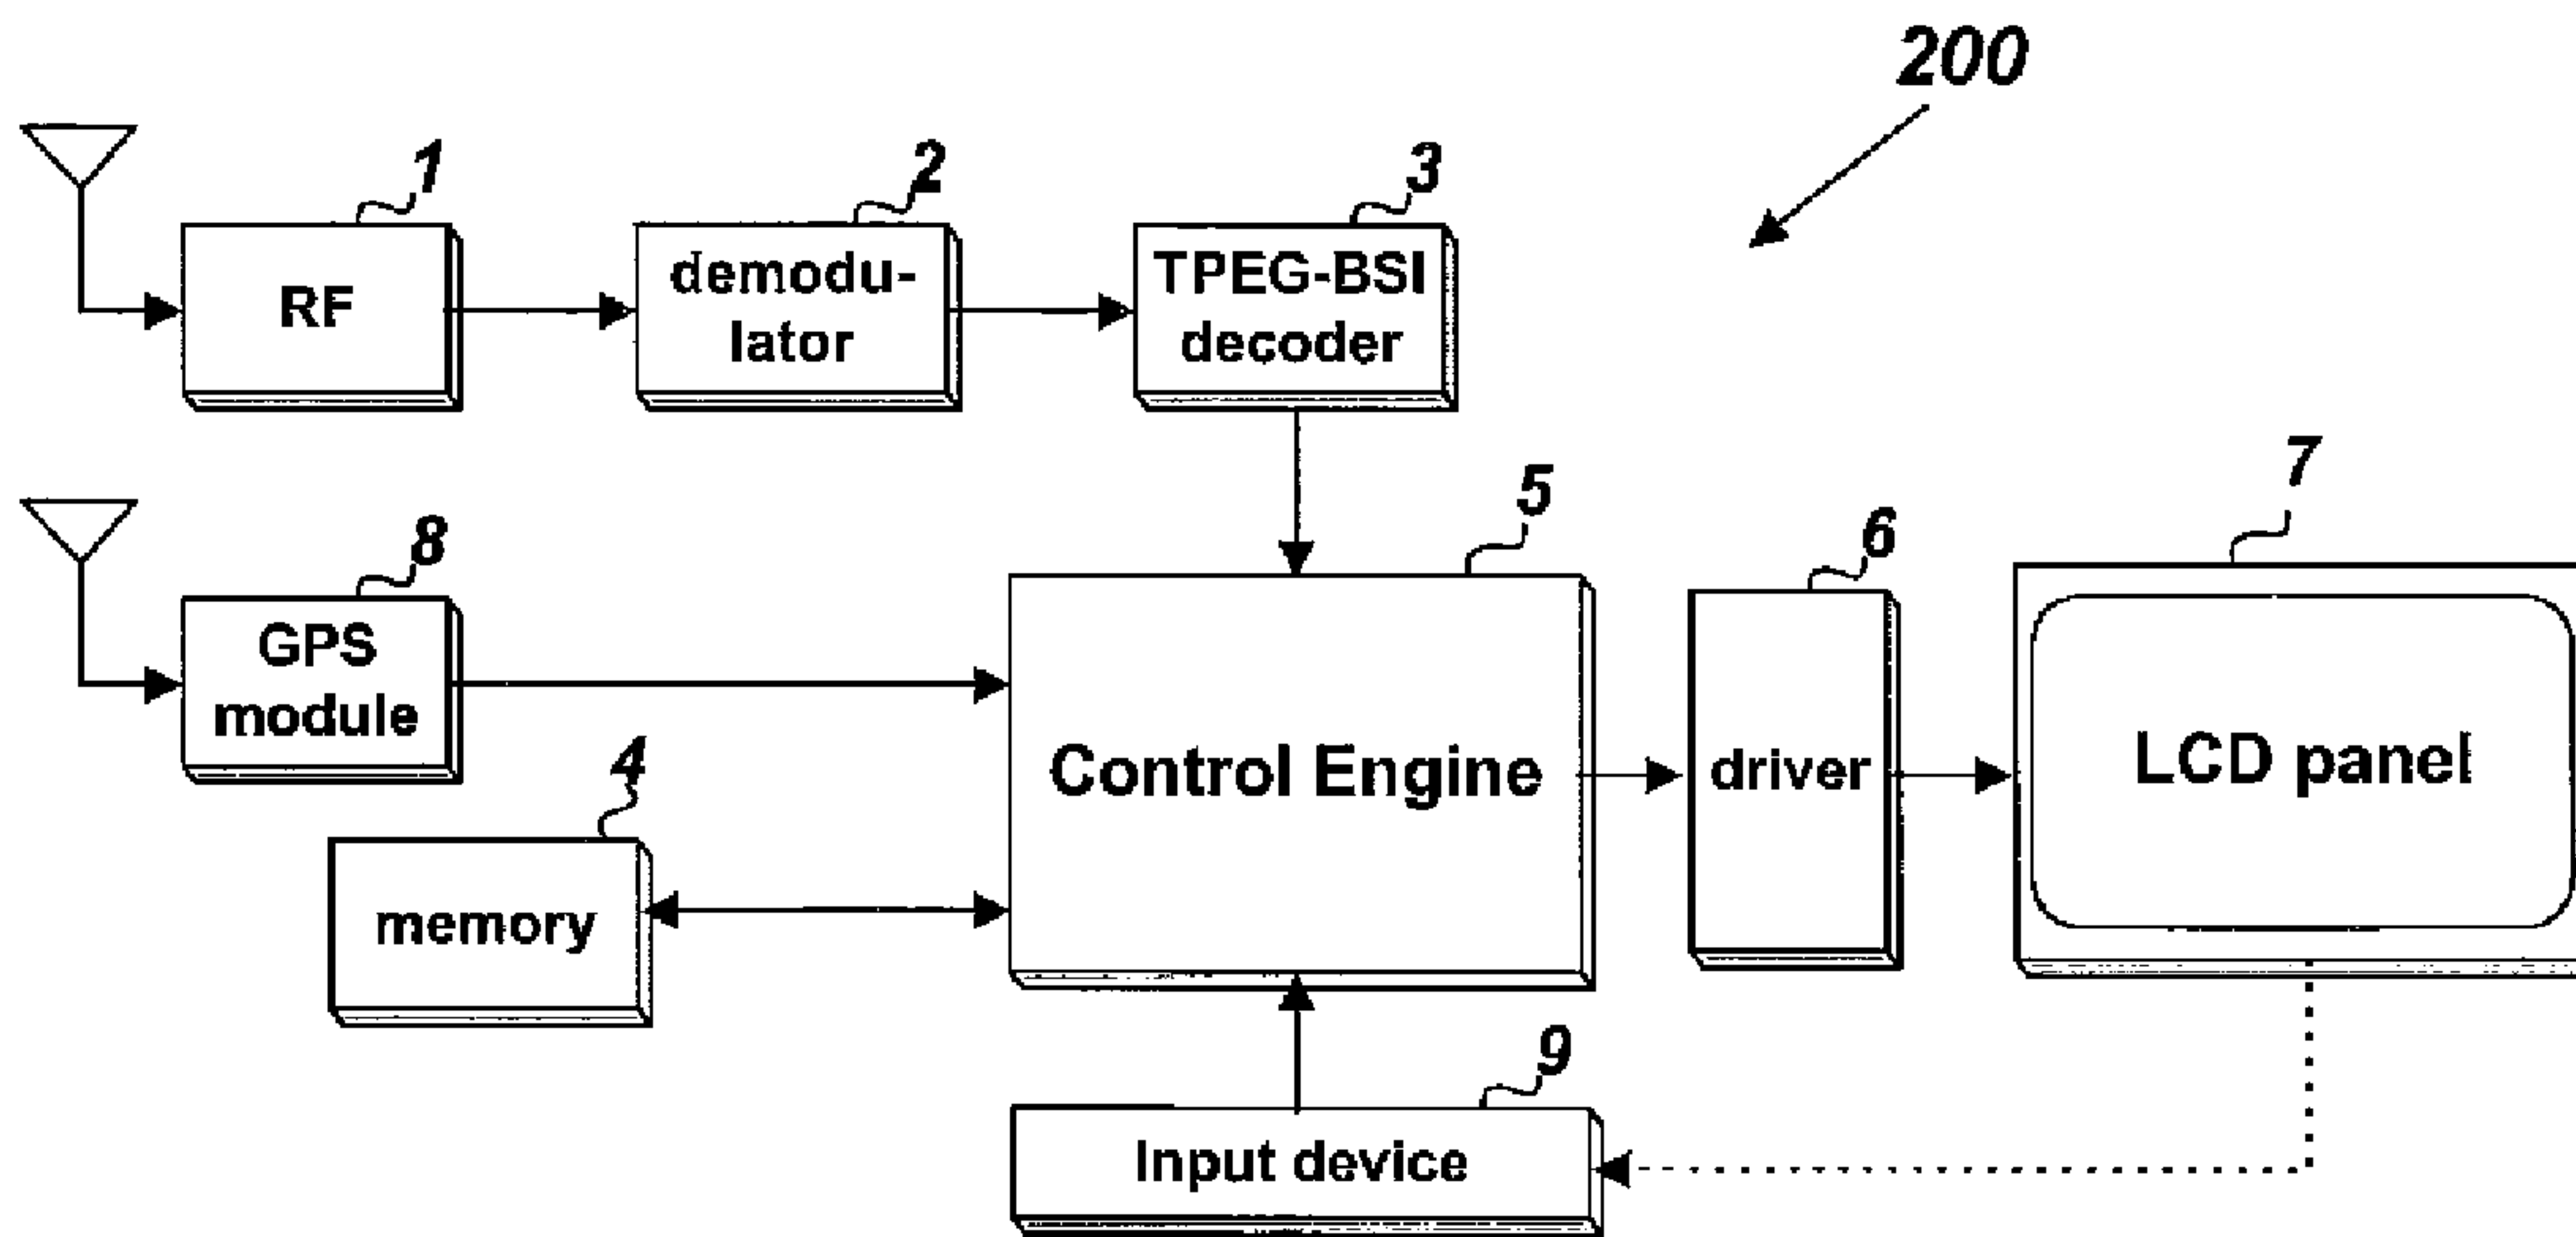 200
1
2
3
RF
demodu-
lator
TPEG-BSI
decoder
8
5
6
7
GPS
module
4
Control Engine
driver
LCD panel
memory
9
Input device